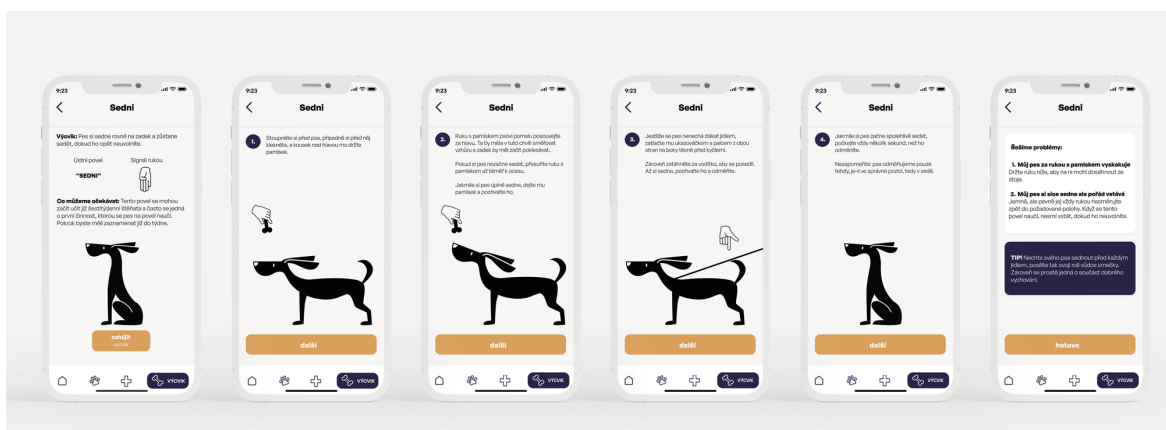 9:23
Sedni
Výcvik: Pes si sedne rovně na zadek a zůstane
sedět, dokud ho opět neuvolníte.
Ústní povel
Signál rukou
"SEDNI"
Co můžeme očekávat: Tento povel se mohou
začít učit již šestitýdenní štěňata a často se jedná
o první činnost, kterou se pes na povel naučí.
Pokrok byste měli zaznamenat již do týdne.
zahájit
výcvik
VÝCVIK
9:23
Sedni
1.
Stoupněte si před psa, případně si před něj
klekněte, a kousek nad hlavou mu držte
pamlsek.
další
VÝCVIK
9:23
Sedni
2.
Ruku s pamlskem psovi pomalu posouvejte
za hlavu. Ta by měla v tuto chvíli směřovat
vzhůru a zadek by měl začít poklesávat.
Pokud si pes nezačne sedat, přesuňte ruku s
pamlskem až téměř k ocasu.
Jakmile si pes úplně sedne, dejte mu
pamlsek a pochvalte ho.
další
VÝCVIK
9:23
Sedni
3.
Jestliže se pes nenechá zlákat jídlem,
zatlačte mu ukazováčkem a palcem z obou
stran na boky těsně před kyčlemi.
Zároveň zatáhněte za vodítko, aby se posadil.
Až si sedne, pochvalte ho a odměňte.
další
VÝCVIK
9:23
Sedni
4.
Jakmile si pes začne spolehlivě sedat,
počkejte vždy několik sekund, než ho
odměníte.
Nezapomeňte: psa odměňujeme pouze
tehdy, je-li ve správné pozici, tedy v sedě.
další
VÝCVIK
9:23
Sedni
Řešíme problémy:
1. Můj pes za rukou s pamlskem vyskakuje
Držte ruku níže, aby na ni mohl dosáhnout ze
stoje.
2. Můj pes si sice sedne ale pořád vstává
Jemně, ale pevně jej vždy rukou nasměrujte
zpět do požadované polohy. Když se tento
povel naučí, nesmí vstát, dokud ho neuvolníte.
TIP! Nechte svého psa sednout před každým
jídlem, posílíte tak svojí roli vůdce smečky.
Zároveň se prostě jedná o součást dobrého
vychování.
hotovo
VÝCVIK